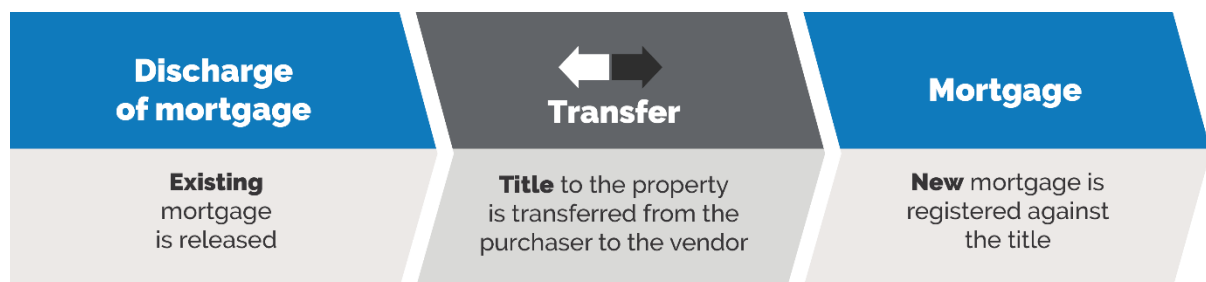 Discharge
of mortgage
Existing
mortgage
is released
Transfer
Title to the property
is transferred from the
purchaser to the vendor
Mortgage
New mortgage is
registered against
the title